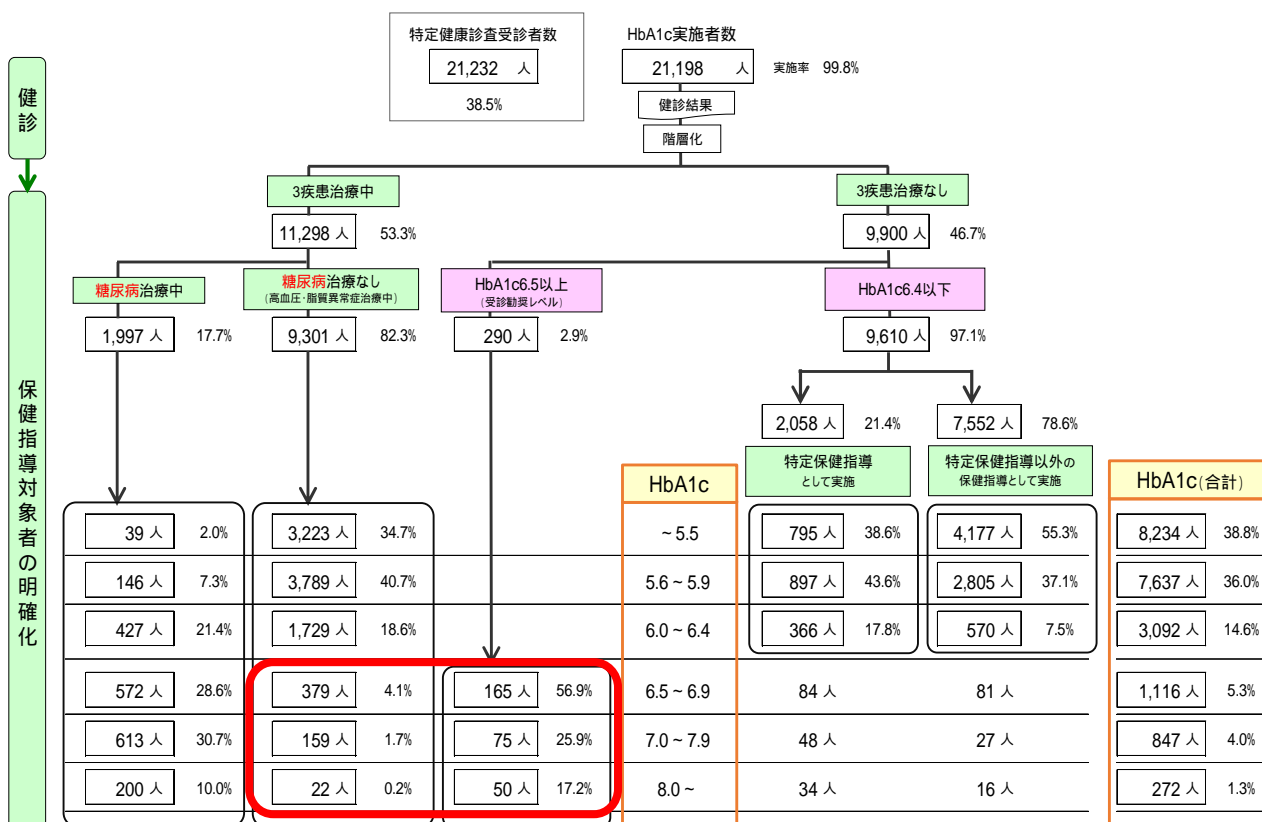 特定健康診査受診者数
21,232 人
38.5%
HbA1c実施者数
21,198 人 実施率 99.8%
健診結果
階層化
健診
保健指導対象者の明確化
3疾患治療中
11,298 人 53.3%
3疾患治療なし
9,900 人 46.7%
糖尿病治療中
1,997 人 17.7%
糖尿病治療なし
(高血圧・脂質異常症治療中)
9,301 人 82.3%
HbA1c6.5以上
(受診勧奨レベル)
290 人 2.9%
HbA1c6.4以下
9,610 人 97.1%
2,058 人 21.4%
7,552 人 78.6%
特定保健指導
として実施
特定保健指導以外の
保健指導として実施
HbA1c
HbA1c(合計)
39 人 2.0% 3,223 人 34.7% ~ 5.5 795 人 38.6% 4,177 人 55.3% 8,234 人 38.8%
146 人 7.3% 3,789 人 40.7% 5.6 ~ 5.9 897 人 43.6% 2,805 人 37.1% 7,637 人 36.0%
427 人 21.4% 1,729 人 18.6% 6.0 ~ 6.4 366 人 17.8% 570 人 7.5% 3,092 人 14.6%
572 人 28.6% 379 人 4.1% 165 人 56.9% 6.5 ~ 6.9 84 人 81 人 1,116 人 5.3%
613 人 30.7% 159 人 1.7% 75 人 25.9% 7.0 ~ 7.9 48 人 27 人 847 人 4.0%
200 人 10.0% 22 人 0.2% 50 人 17.2% 8.0 ~ 34 人 16 人 272 人 1.3%